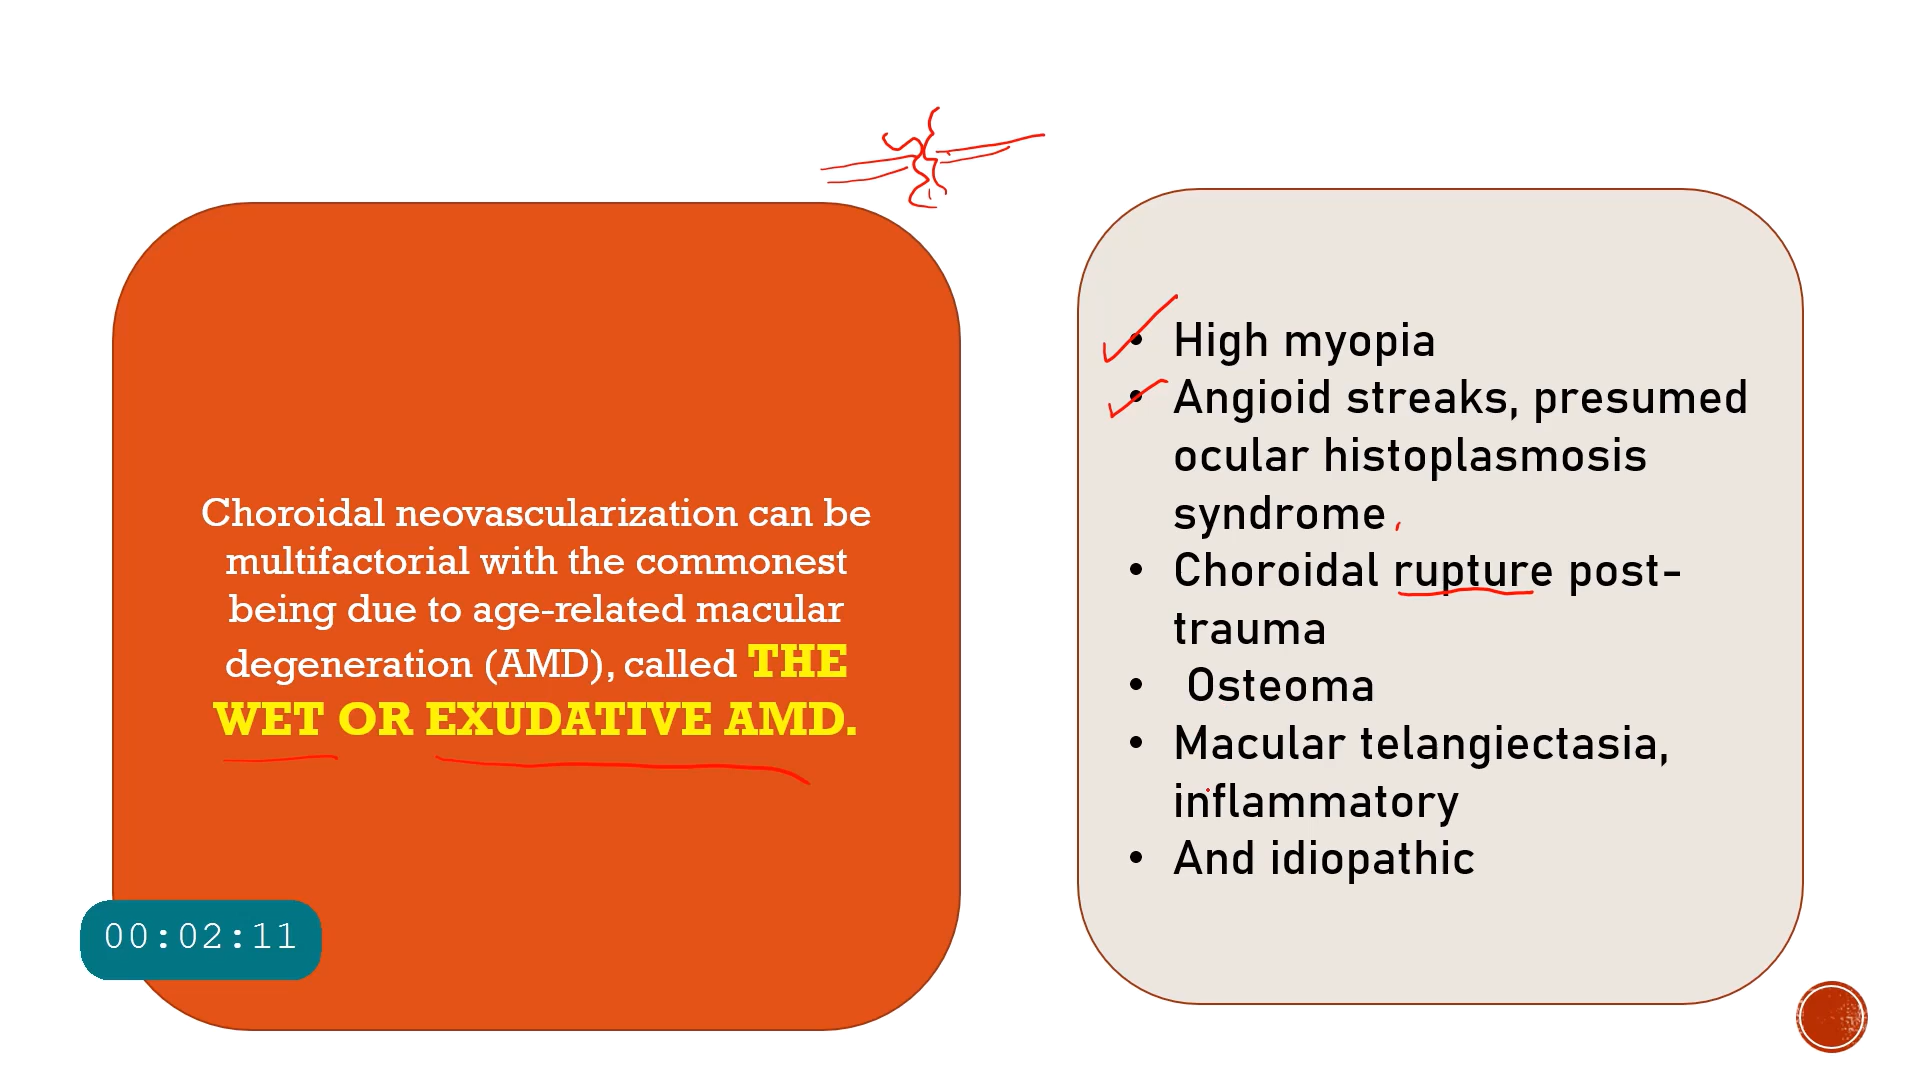 Choroidal neovascularization can be
multifactorial with the commonest
being due to age-related macular
degeneration (AMD), called THE
WET OR EXUDATIVE AMD.
00:02:11
• High myopia
• Angioid streaks, presumed
ocular histoplasmosis
syndrome
• Choroidal rupture post-
trauma
• Osteoma
• Macular telangiectasia,
inflammatory
• And idiopathic